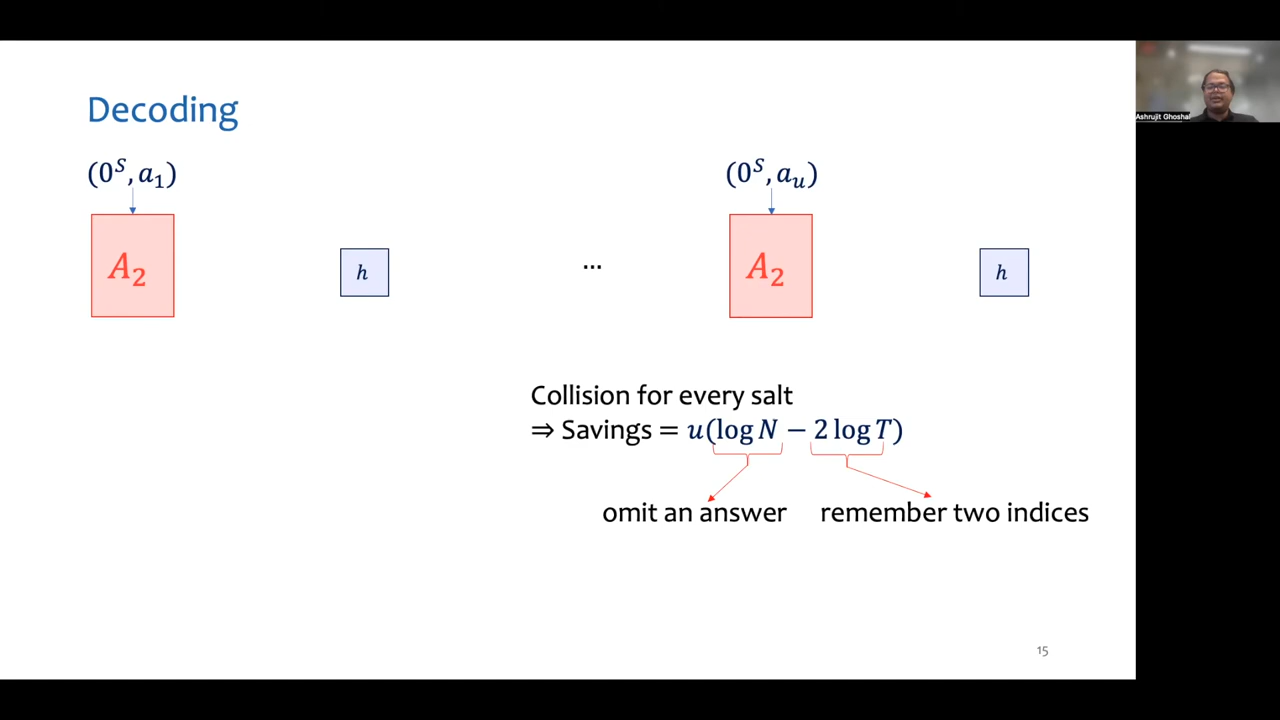 Decoding
(0^S, a_1)
(0^S, a_u)
A_2
h
...
A_2
h
Collision for every salt
⇒ Savings = u(log N − 2 log T)
omit an answer
remember two indices
15
Ashrujit Ghoshal